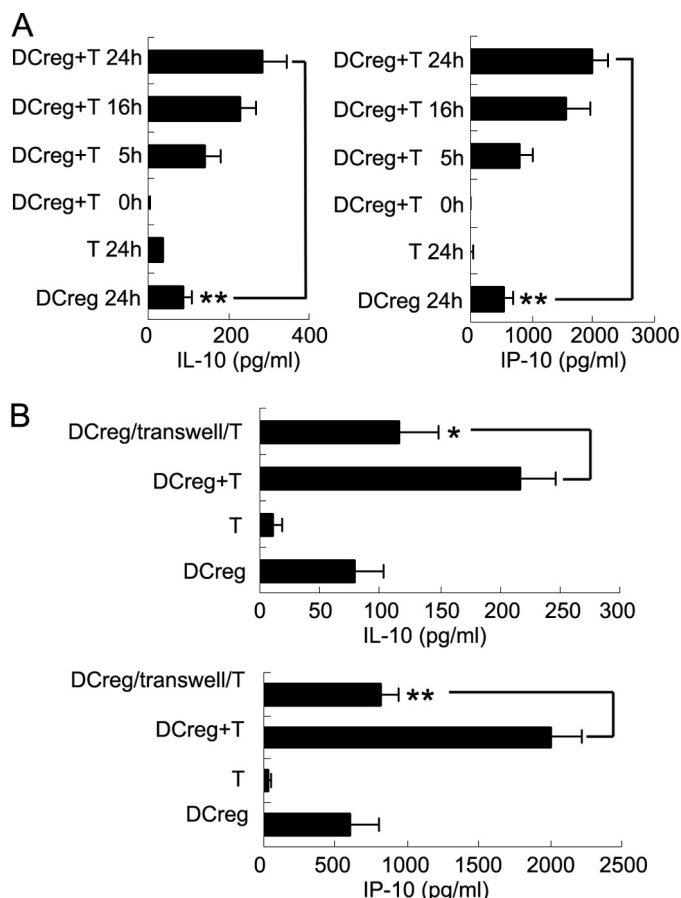 A
DCreg+T 24h
DCreg+T 16h
DCreg+T 5h
DCreg+T 0h
T 24h
DCreg 24h
**
0 200 400
IL-10 (pg/ml)
DCreg+T 24h
DCreg+T 16h
DCreg+T 5h
DCreg+T 0h
T 24h
DCreg 24h
**
0 1000 2000 3000
IP-10 (pg/ml)
B
DCreg/transwell/T
*
DCreg+T
T
DCreg
0 50 100 150 200 250 300
IL-10 (pg/ml)
DCreg/transwell/T
**
DCreg+T
T
DCreg
0 500 1000 1500 2000 2500
IP-10 (pg/ml)